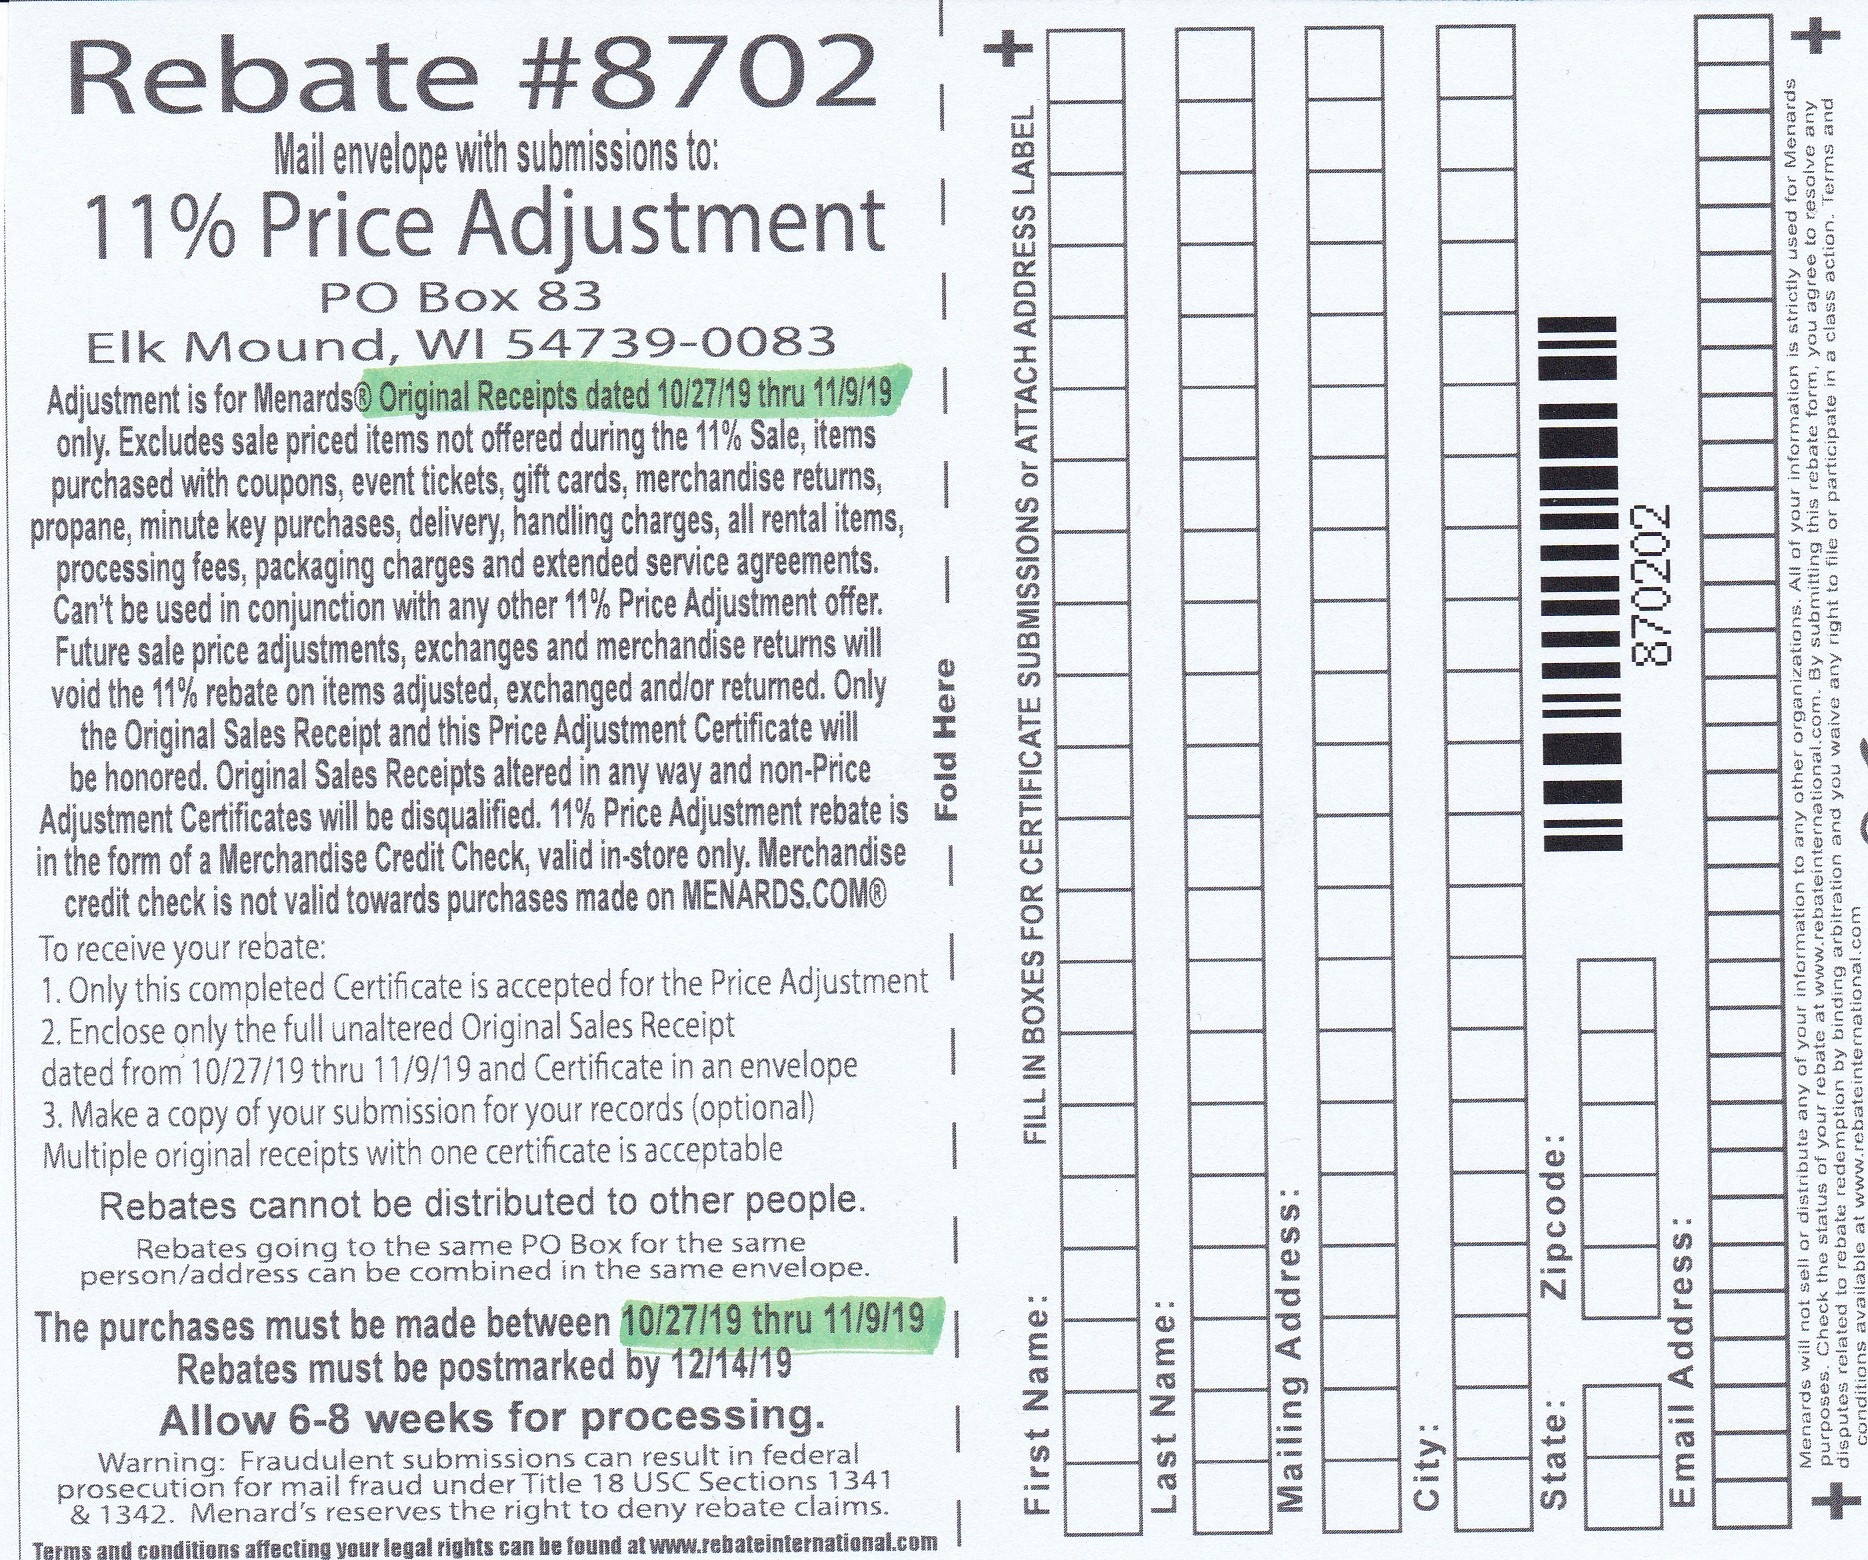 Rebate #8702
Mail envelope with submissions to:
11% Price Adjustment
PO Box 83
Elk Mound, WI 54739-0083
Adjustment is for Menards® Original Receipts dated 10/27/19 thru 11/9/19
only. Excludes sale priced items not offered during the 11% Sale, items
purchased with coupons, event tickets, gift cards, merchandise returns,
propane, minute key purchases, delivery, handling charges, all rental items,
processing fees, packaging charges and extended service agreements.
Can't be used in conjunction with any other 11% Price Adjustment offer.
Future sale price adjustments, exchanges and merchandise returns will
void the 11% rebate on items adjusted, exchanged and/or returned. Only
the Original Sales Receipt and this Price Adjustment Certificate will
be honored. Original Sales Receipts altered in any way and non-Price
Adjustment Certificates will be disqualified. 11% Price Adjustment rebate is
in the form of a Merchandise Credit Check, valid in-store only. Merchandise
credit check is not valid towards purchases made on MENARDS.COM®
To receive your rebate:
1. Only this completed Certificate is accepted for the Price Adjustment
2. Enclose only the full unaltered Original Sales Receipt
dated from 10/27/19 thru 11/9/19 and Certificate in an envelope
3. Make a copy of your submission for your records (optional)
Multiple original receipts with one certificate is acceptable
Rebates cannot be distributed to other people.
Rebates going to the same PO Box for the same
person/address can be combined in the same envelope.
The purchases must be made between 10/27/19 thru 11/9/19
Rebates must be postmarked by 12/14/19
Allow 6-8 weeks for processing.
Warning: Fraudulent submissions can result in federal
prosecution for mail fraud under Title 18 USC Sections 1341
& 1342. Menard's reserves the right to deny rebate claims.
Terms and conditions affecting your legal rights can be found at www.rebateinternational.com
Fold Here
FILL IN BOXES FOR CERTIFICATE SUBMISSIONS or ATTACH ADDRESS LABEL
First Name:
Last Name:
Mailing Address:
City:
State:
Zipcode:
870202
Email Address:
Menards will not sell or distribute any of your information to any other organizations. All of your information is strictly used for Menards
purposes. Check the status of your rebate at www.rebateinternational.com. By submitting this rebate form, you agree to resolve any
disputes related to rebate redemption by binding arbitration and you waive any right to file or participate in a class action. Terms and
conditions available at www.rebateinternational.com